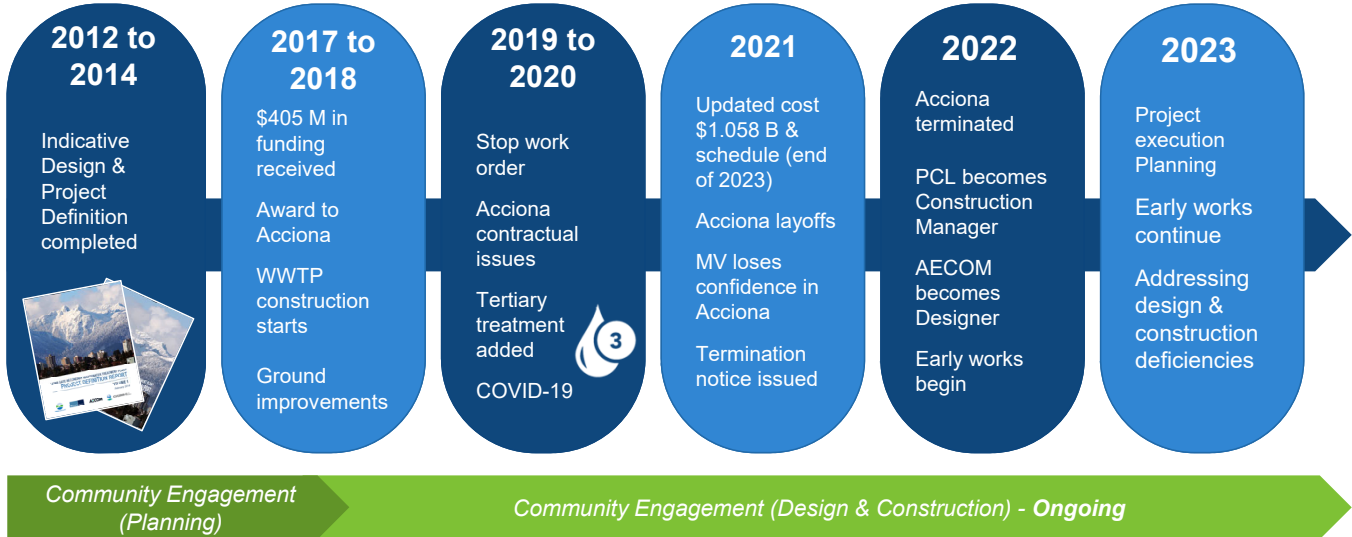 2012 to
2014
Indicative
Design &
Project
Definition
completed
PROJECT DEFINITION REPORT
2017 to
2018
$405 M in
funding
received
Award to
Acciona
WWTP
construction
starts
Ground
improvements
2019 to
2020
Stop work
order
Acciona
contractual
issues
Tertiary
treatment
added
3
COVID-19
2021
Updated cost
$1.058 B &
schedule (end
of 2023)
Acciona layoffs
MV loses
confidence in
Acciona
Termination
notice issued
2022
Acciona
terminated
PCL becomes
Construction
Manager
AECOM
becomes
Designer
Early works
begin
2023
Project
execution
Planning
Early works
continue
Addressing
design &
construction
deficiencies
Community Engagement
(Planning)
Community Engagement (Design & Construction) - Ongoing